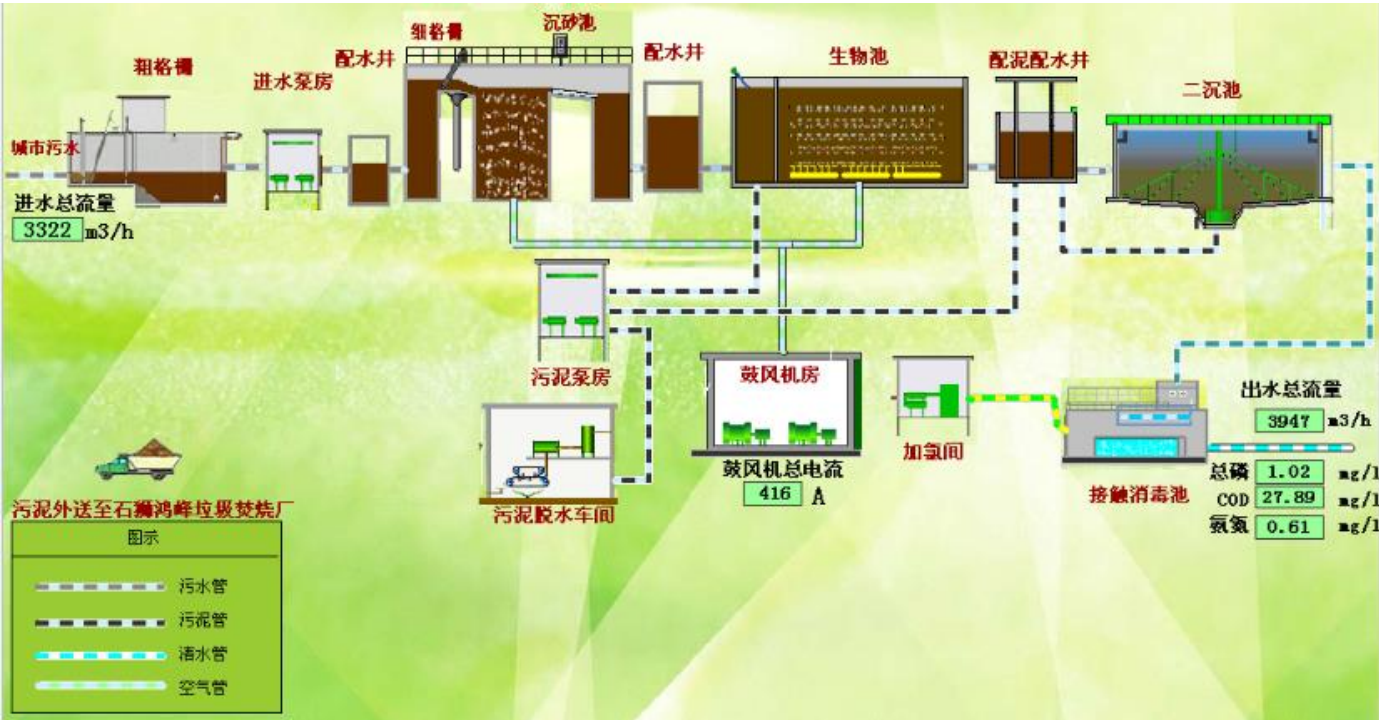 细格栅
沉砂池
粗格栅
进水泵房
配水井
配水井
生物池
配泥配水井
二沉池
城市污水
进水总流量
3322 m3/h
污泥泵房
鼓风机房
鼓风机总电流
416 A
加氯间
出水总流量
3947 m3/h
总磷 1.02 mg/l
COD 27.89 mg/l
氨氮 0.61 mg/l
接触消毒池
污泥脱水车间
污泥外送至石狮鸿峰垃圾焚烧厂
图示
污水管
污泥管
清水管
空气管